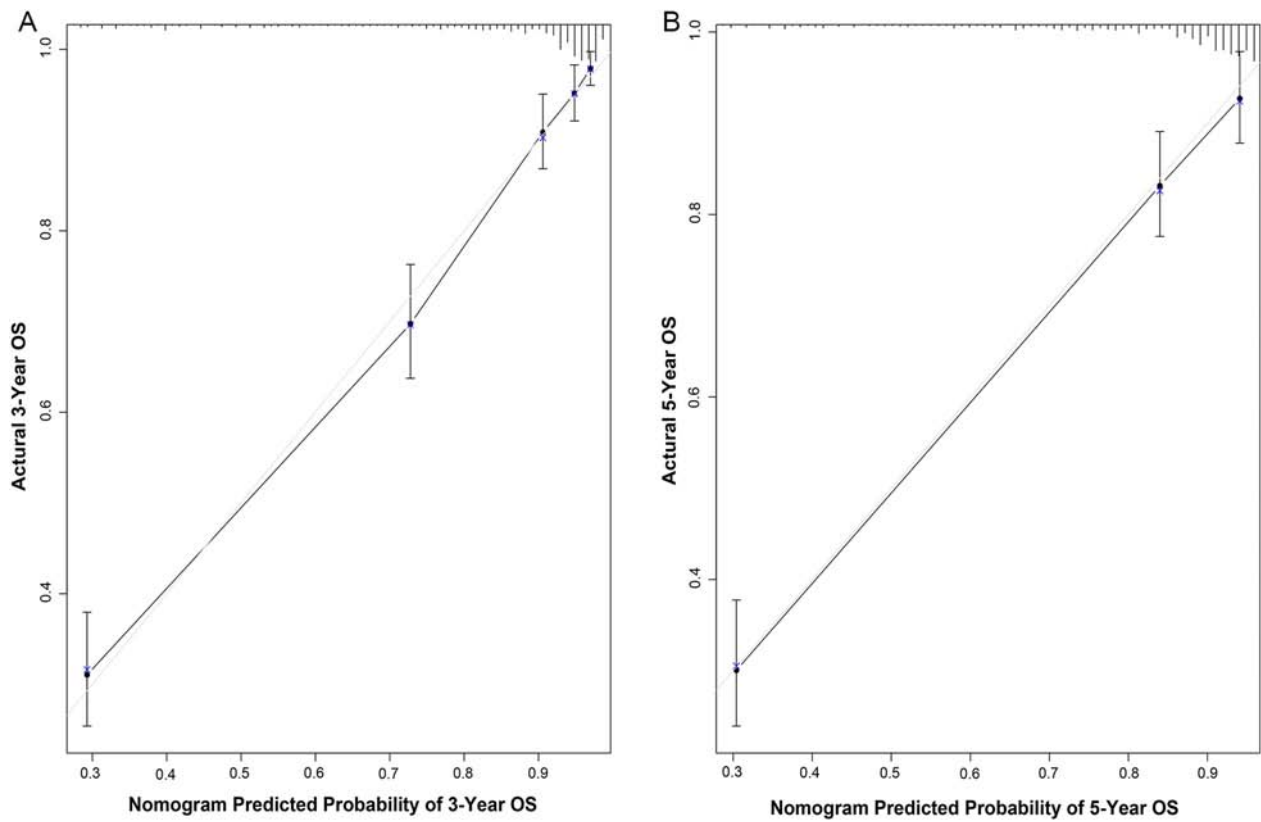 A
1.0
0.8
0.6
0.4
Actural 3-Year OS
0.3 0.4 0.5 0.6 0.7 0.8 0.9
Nomogram Predicted Probability of 3-Year OS
B
1.0
0.8
0.6
0.4
Actural 5-Year OS
0.3 0.4 0.5 0.6 0.7 0.8 0.9
Nomogram Predicted Probability of 5-Year OS